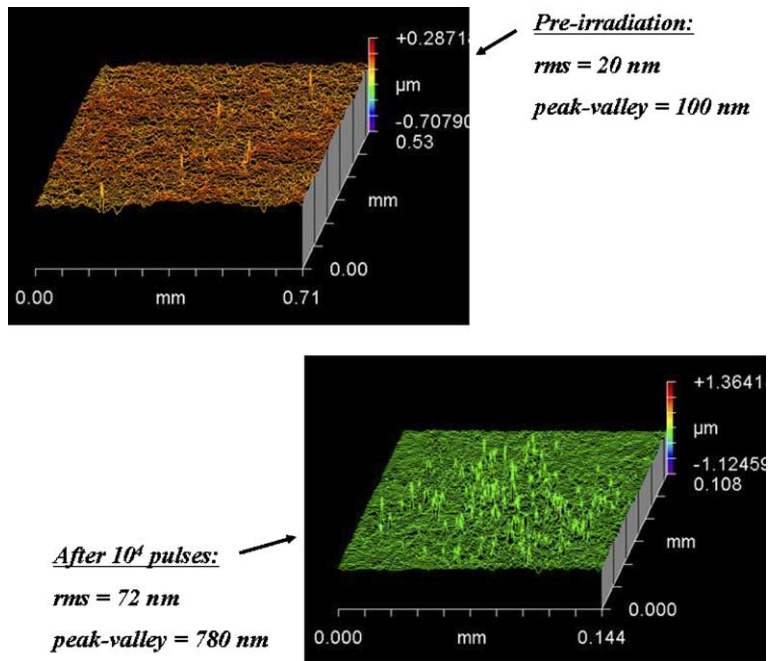 Pre-irradiation:
rms = 20 nm
peak-valley = 100 nm
+0.28718
µm
-0.70790
0.53
mm
0.00
0.00 mm 0.71
+1.3641
µm
-1.12459
0.108
mm
0.000
0.000 mm 0.144
After 10⁴ pulses:
rms = 72 nm
peak-valley = 780 nm